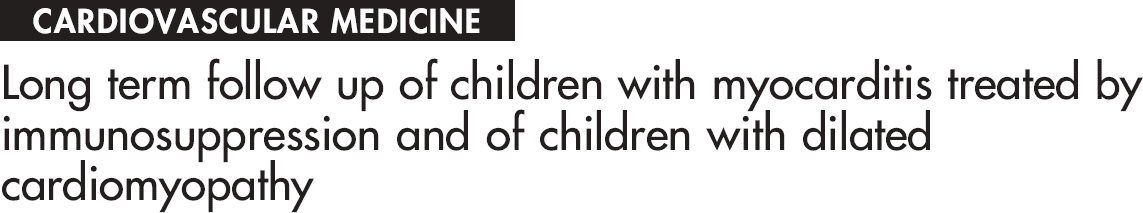 CARDIOVASCULAR MEDICINE
Long term follow up of children with myocarditis treated by
immunosuppression and of children with dilated
cardiomyopathy